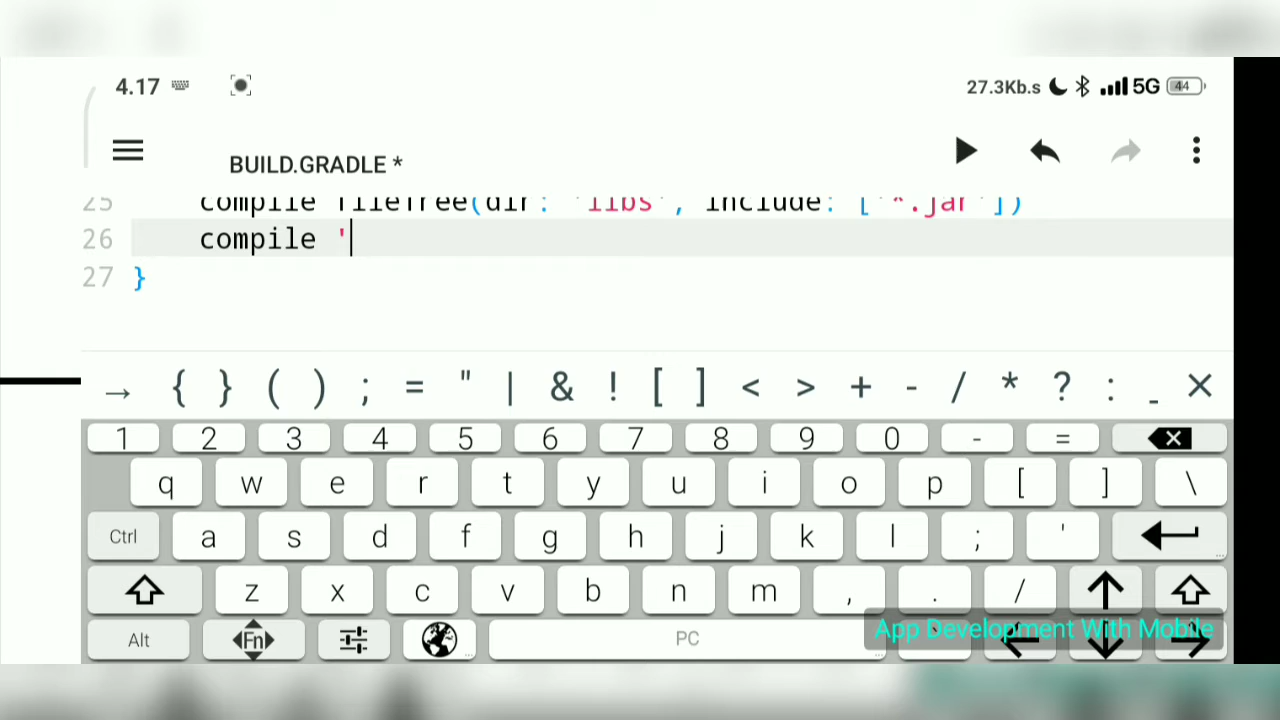 4.17 27.3Kb.s 5G 44
BUILD.GRADLE *
25 compile fileTree(dir: 'libs', include: ['*.jar'])
26 compile '
27 }
→ { } ( ) ; = " | & ! [ ] < > + - / * ? : _ ×
1 2 3 4 5 6 7 8 9 0 - =
q w e r t y u i o p [ ] \
Ctrl a s d f g h j k l ; '
z x c v b n m , . /
Alt Fn PC
App Development With Mobile